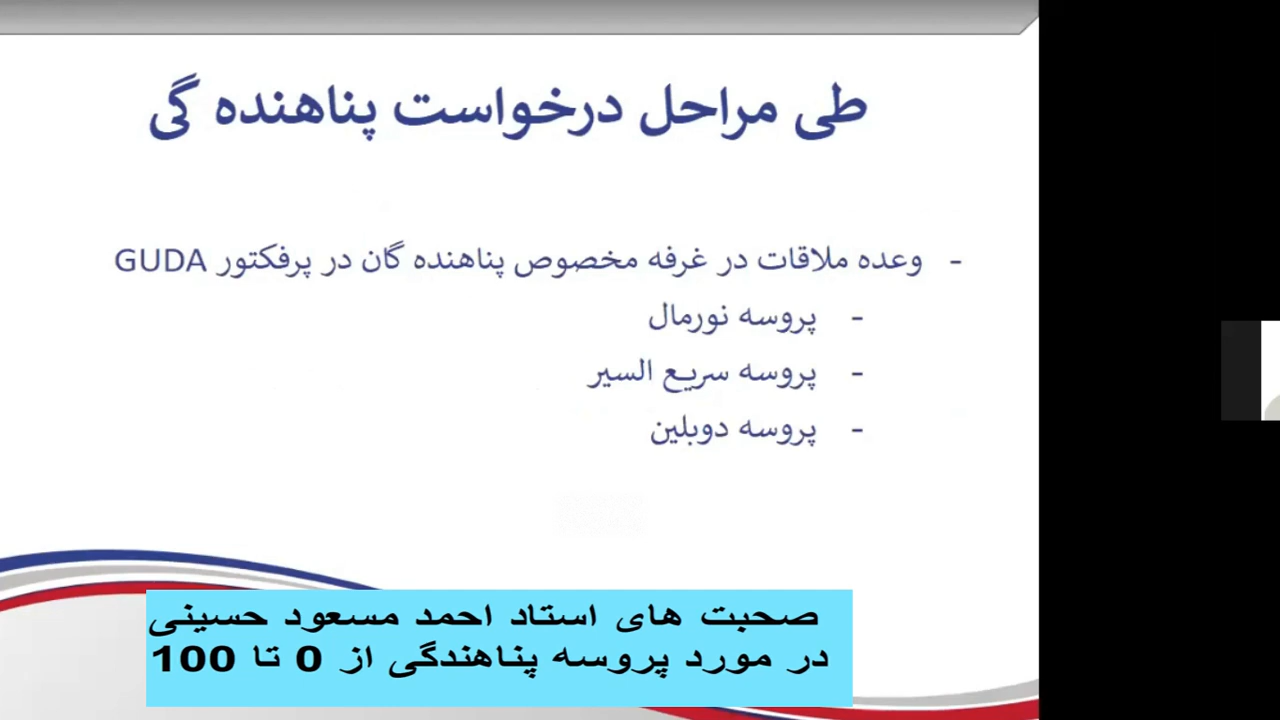 طی مراحل درخواست پناهنده گی
- وعده ملاقات در غرفه مخصوص پناهنده گان در پرفکتور GUDA
- پروسه نورمال
- پروسه سریع السیر
- پروسه دوبلین
صحبت های استاد احمد مسعود حسینی
در مورد پروسه پناهندگی از 0 تا 100